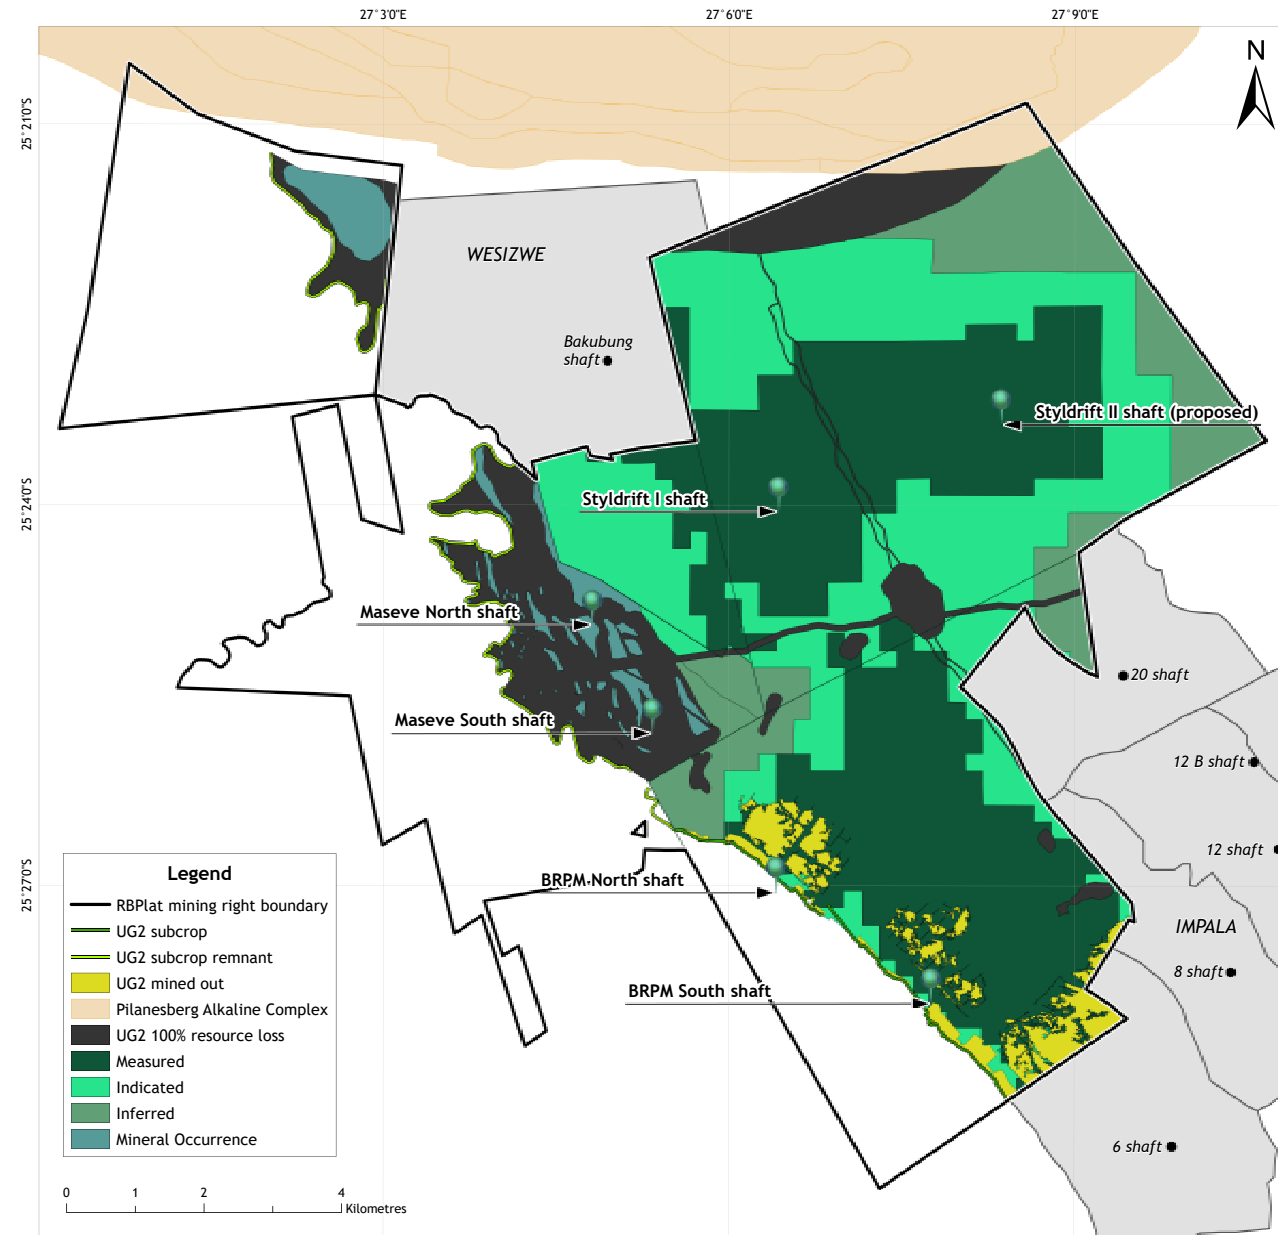 27°3'0"E
27°6'0"E
27°9'0"E
N
25°21'0"S
WESIZWE
Bakubung
shaft
Styldrift II shaft (proposed)
25°24'0"S
Styldrift I shaft
Maseve North shaft
20 shaft
Maseve South shaft
12 B shaft
12 shaft
25°27'0"S
BRPM North shaft
IMPALA
8 shaft
BRPM South shaft
6 shaft
Legend
RBPlat mining right boundary
UG2 subcrop
UG2 subcrop remnant
UG2 mined out
Pilanesberg Alkaline Complex
UG2 100% resource loss
Measured
Indicated
Inferred
Mineral Occurrence
0 1 2 4
Kilometres